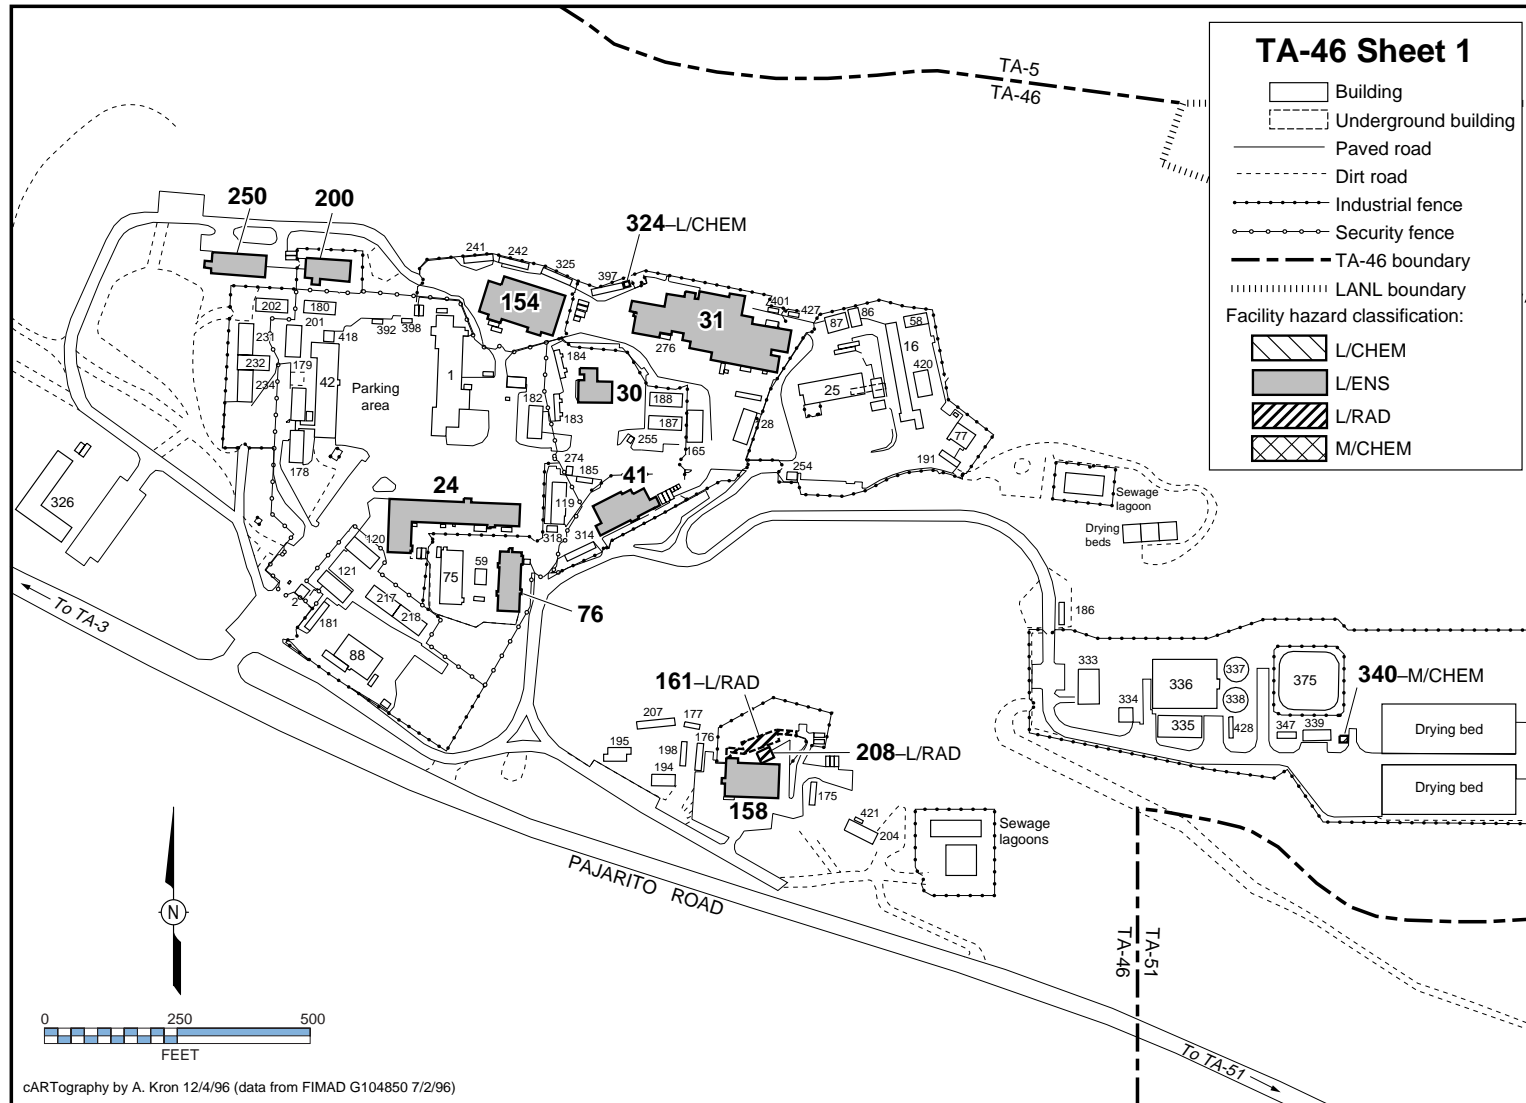 TA-46 Sheet 1
Building
Underground building
Paved road
Dirt road
Industrial fence
Security fence
TA-46 boundary
LANL boundary
Facility hazard classification:
L/CHEM
L/ENS
L/RAD
M/CHEM
TA-5
TA-46
250
200
324–L/CHEM
241
242
325
397
154
31
401
427
87
86
58
16
202
180
201
231
418
392
398
276
232
179
234
42
Parking
area
1
184
30
182
183
188
187
255
165
28
25
420
77
191
178
274
185
41
254
326
24
119
318
314
Sewage
lagoon
Drying
beds
120
121
75
59
76
217
218
2
181
88
To TA-3
186
333
334
336
335
337
338
428
375
347
339
340–M/CHEM
Drying bed
Drying bed
161–L/RAD
207
177
176
195
198
194
208–L/RAD
158
175
421
204
Sewage
lagoons
PAJARITO ROAD
TA-46
TA-51
To TA-51
N
0
250
500
FEET
cARTography by A. Kron 12/4/96 (data from FIMAD G104850 7/2/96)